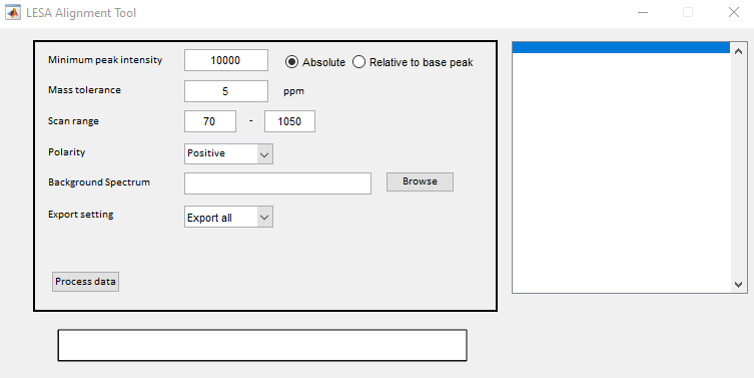 LESA Alignment Tool
Minimum peak intensity 10000 Absolute Relative to base peak
Mass tolerance 5 ppm
Scan range 70 - 1050
Polarity Positive
Background Spectrum Browse
Export setting Export all
Process data